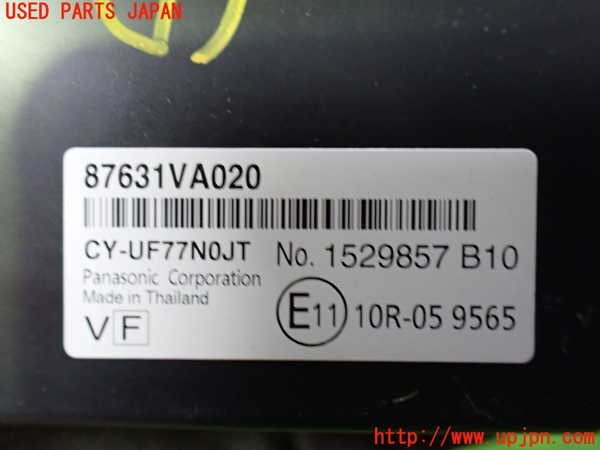 USED PARTS JAPAN
87631VA020
CY-UF77N0JT No. 1529857 B10
Panasonic Corporation
Made in Thailand
VF
E11 10R-05 9565
http://www.upjpn.com/